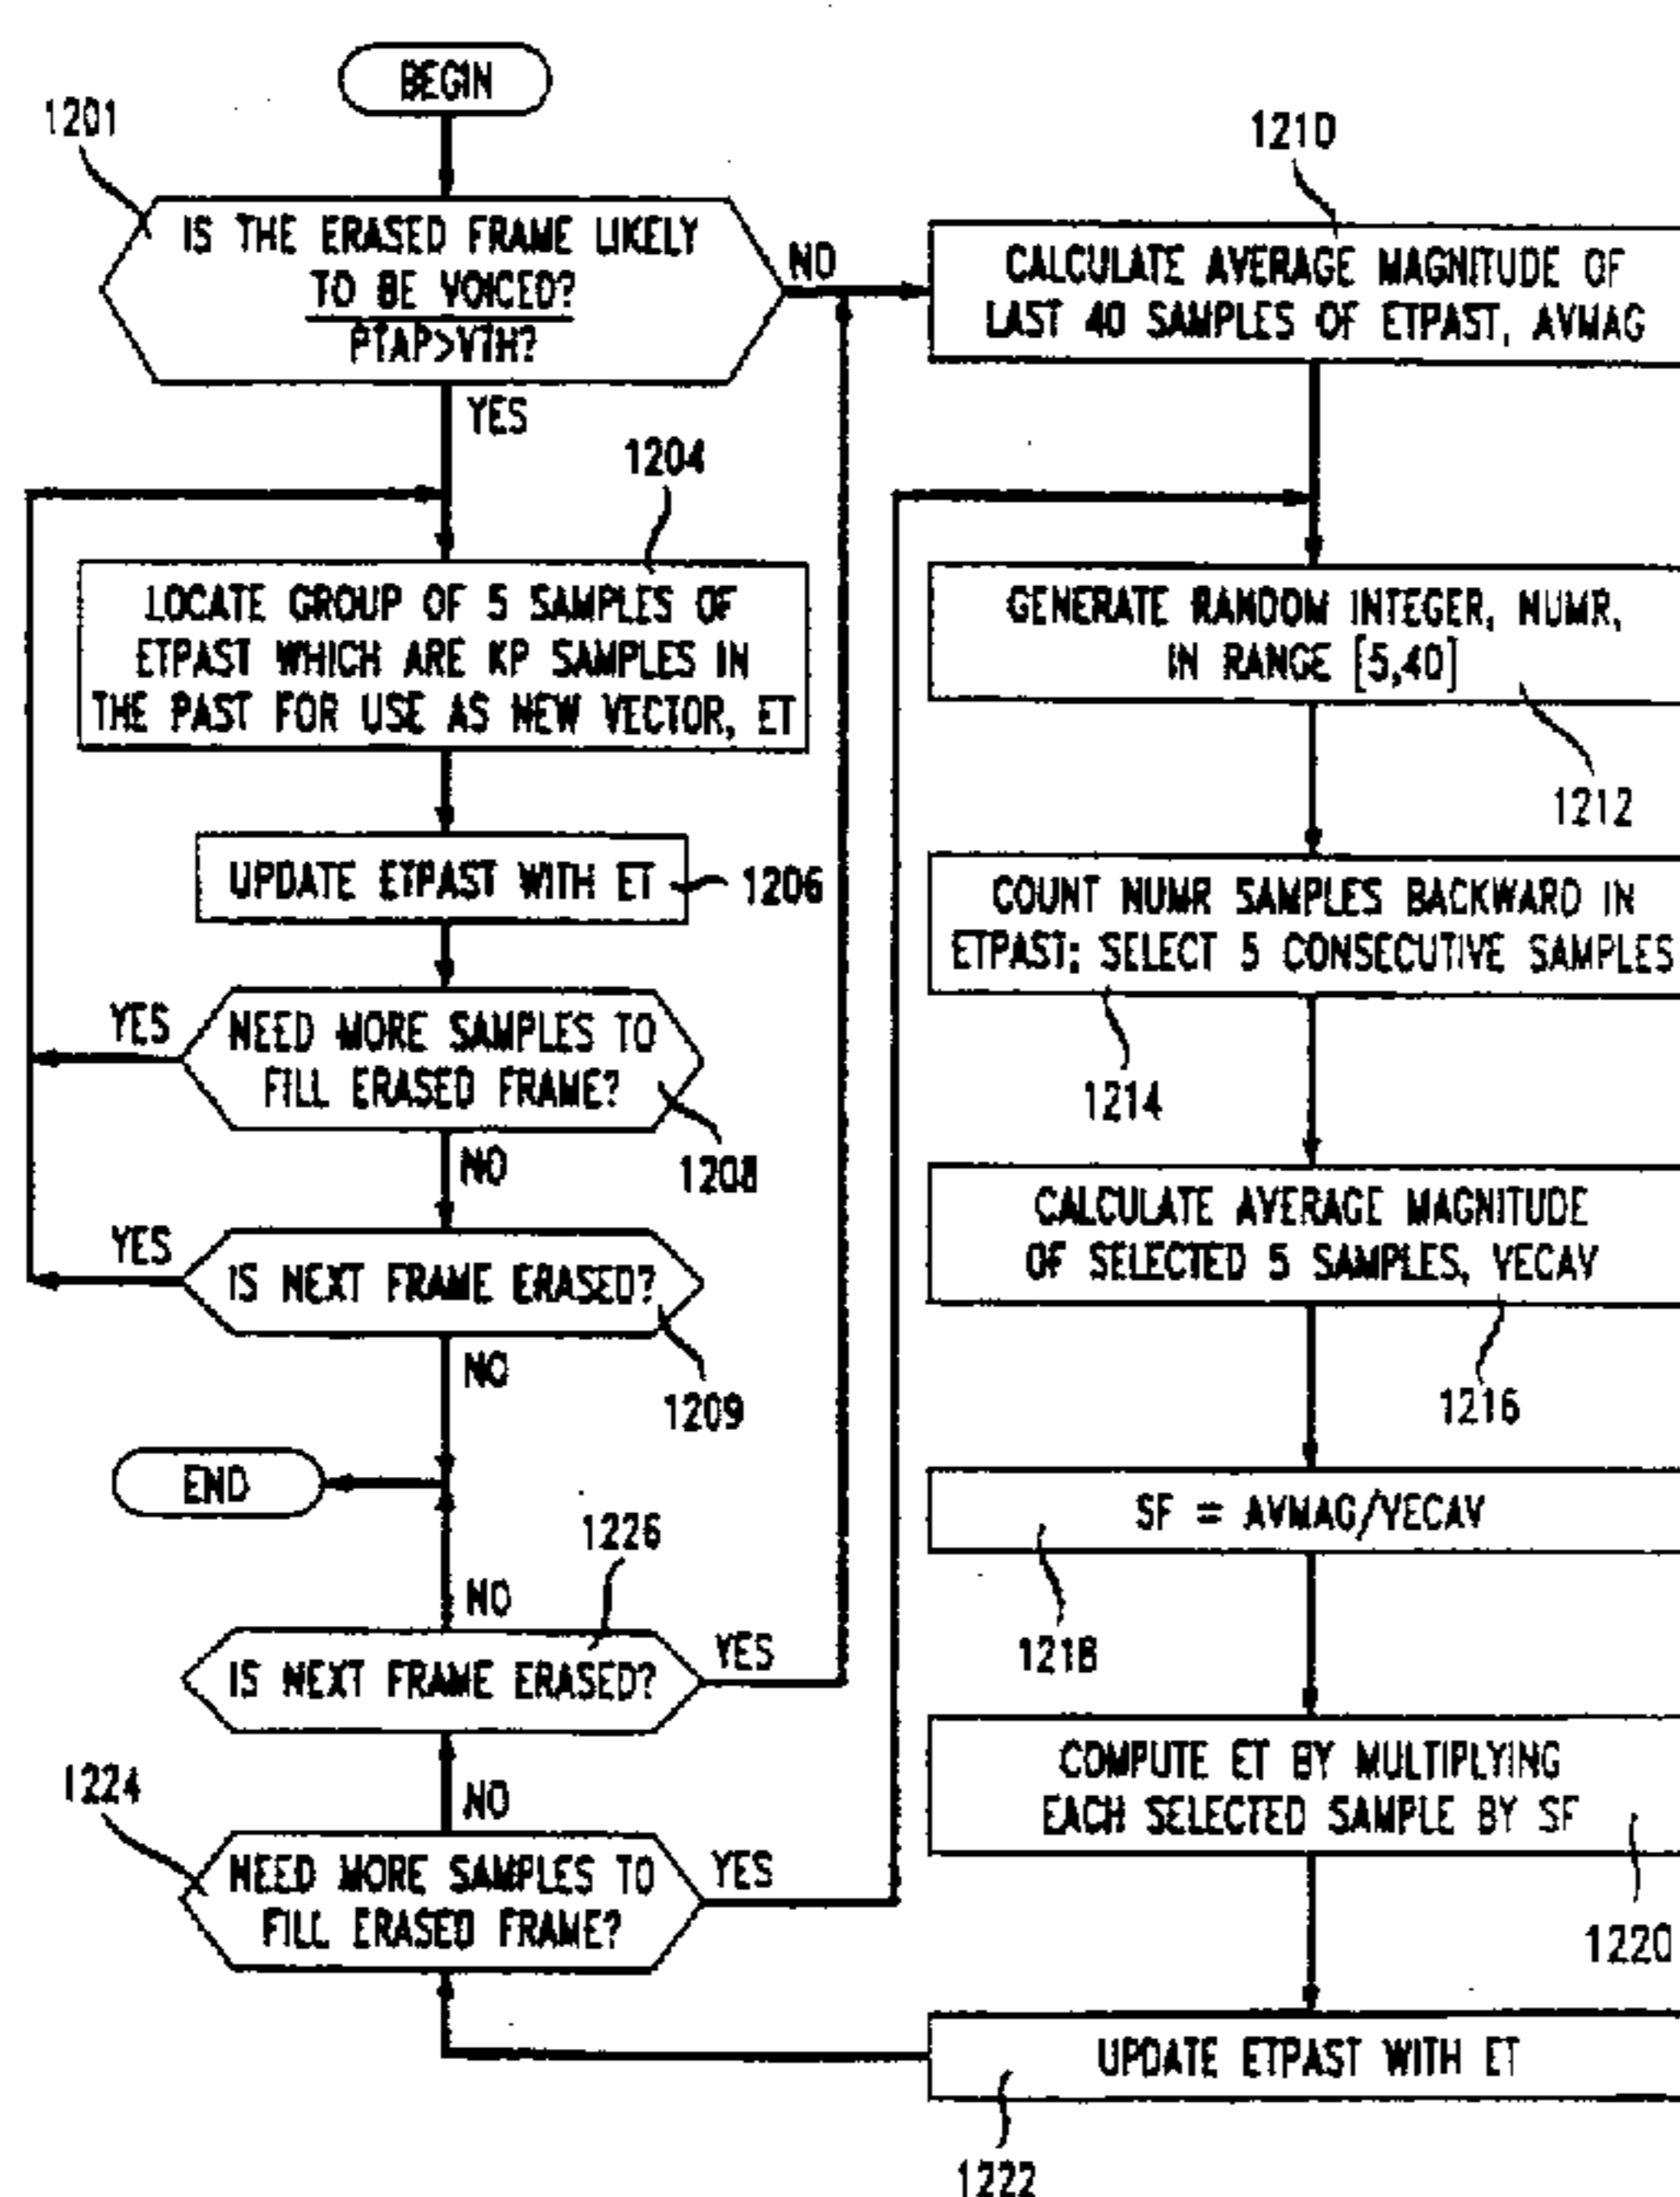 BEGIN
1201
IS THE ERASED FRAME LIKELY
TO BE VOICED?
PTAP>VTH?
NO
YES
1204
LOCATE GROUP OF 5 SAMPLES OF
ETPAST WHICH ARE KP SAMPLES IN
THE PAST FOR USE AS NEW VECTOR, ET
UPDATE ETPAST WITH ET
1206
YES
NEED MORE SAMPLES TO
FILL ERASED FRAME?
1208
NO
YES
IS NEXT FRAME ERASED?
1209
NO
END
1226
NO
IS NEXT FRAME ERASED?
YES
1224
NO
NEED MORE SAMPLES TO
FILL ERASED FRAME?
YES
1210
CALCULATE AVERAGE MAGNITUDE OF
LAST 40 SAMPLES OF ETPAST, AVMAG
GENERATE RANDOM INTEGER, NUMR,
IN RANGE [5,40]
1212
COUNT NUMR SAMPLES BACKWARD IN
ETPAST; SELECT 5 CONSECUTIVE SAMPLES
1214
CALCULATE AVERAGE MAGNITUDE
OF SELECTED 5 SAMPLES, VECAV
1216
SF = AVMAG/VECAV
1218
COMPUTE ET BY MULTIPLYING
EACH SELECTED SAMPLE BY SF
1220
UPDATE ETPAST WITH ET
1222